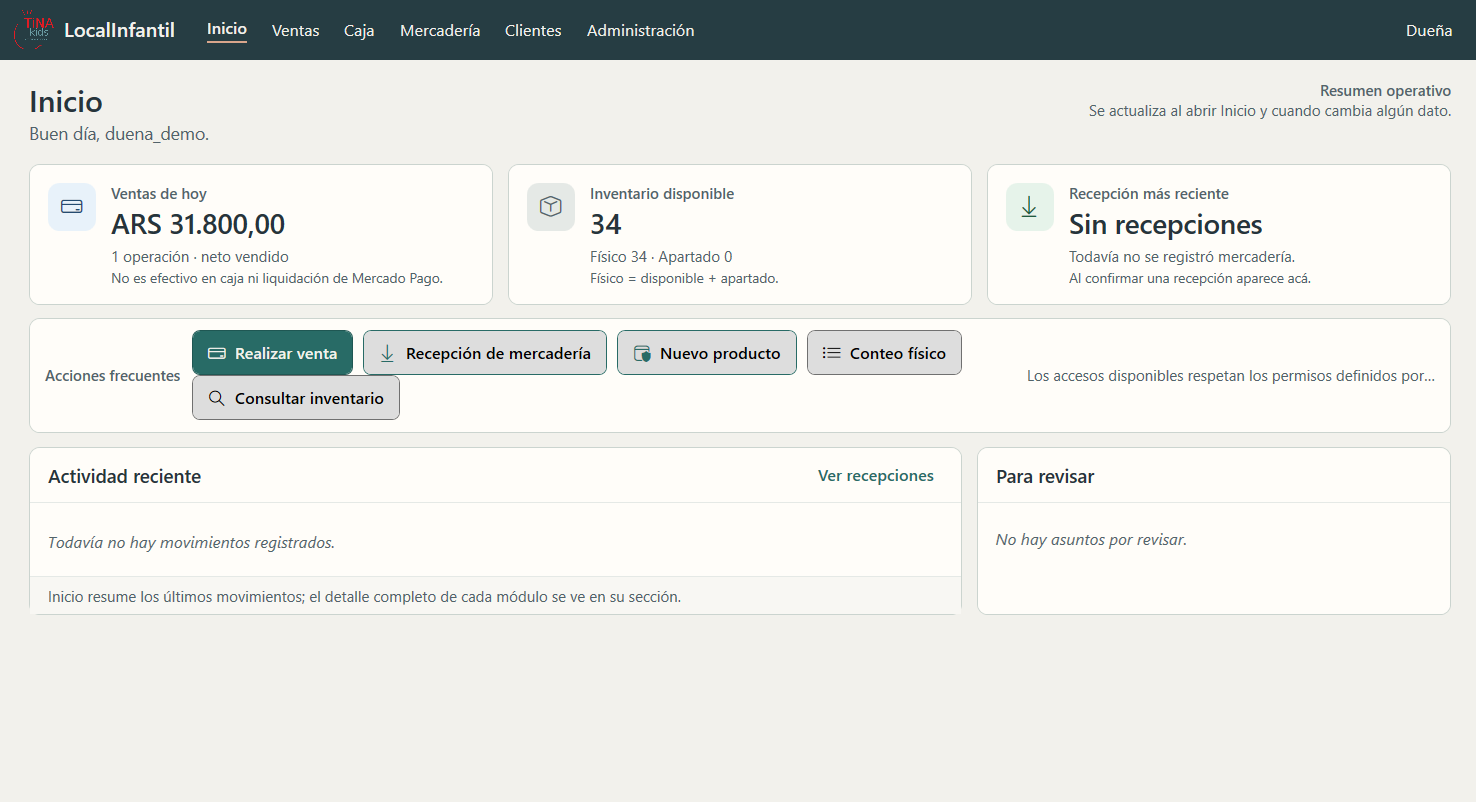 TINA
kids
LocalInfantil
Inicio
Ventas
Caja
Mercadería
Clientes
Administración
Dueña
Inicio
Buen día, duena_demo.
Resumen operativo
Se actualiza al abrir Inicio y cuando cambia algún dato.
Ventas de hoy
ARS 31.800,00
1 operación · neto vendido
No es efectivo en caja ni liquidación de Mercado Pago.
Inventario disponible
34
Físico 34 · Apartado 0
Físico = disponible + apartado.
Recepción más reciente
Sin recepciones
Todavía no se registró mercadería.
Al confirmar una recepción aparece acá.
Acciones frecuentes
Realizar venta
Recepción de mercadería
Nuevo producto
Conteo físico
Consultar inventario
Los accesos disponibles respetan los permisos definidos por...
Actividad reciente
Ver recepciones
Todavía no hay movimientos registrados.
Inicio resume los últimos movimientos; el detalle completo de cada módulo se ve en su sección.
Para revisar
No hay asuntos por revisar.